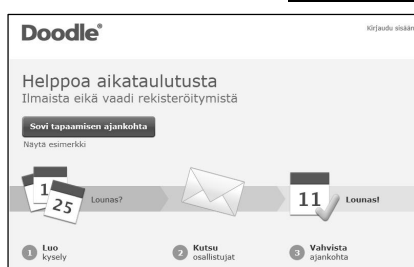 Doodle®
Kirjaudu sisään
Helppoa aikataulutusta
Ilmaista eikä vaadi rekisteröitymistä
Sovi tapaamisen ajankohta
Näytä esimerkki
1
25
Lounas?
11
Lounas!
1 Luo
kysely
2 Kutsu
osallistujat
3 Vahvista
ajankohta